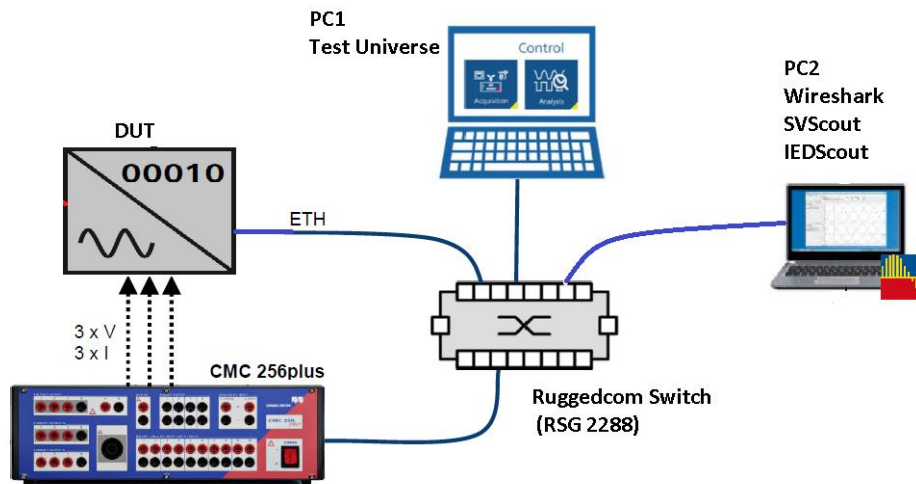 PC1
Test Universe
Control
Acquisition
Analysis
PC2
Wireshark
SVScout
IEDScout
DUT
00010
ETH
3 x V
3 x I
CMC 256plus
Ruggedcom Switch
(RSG 2288)